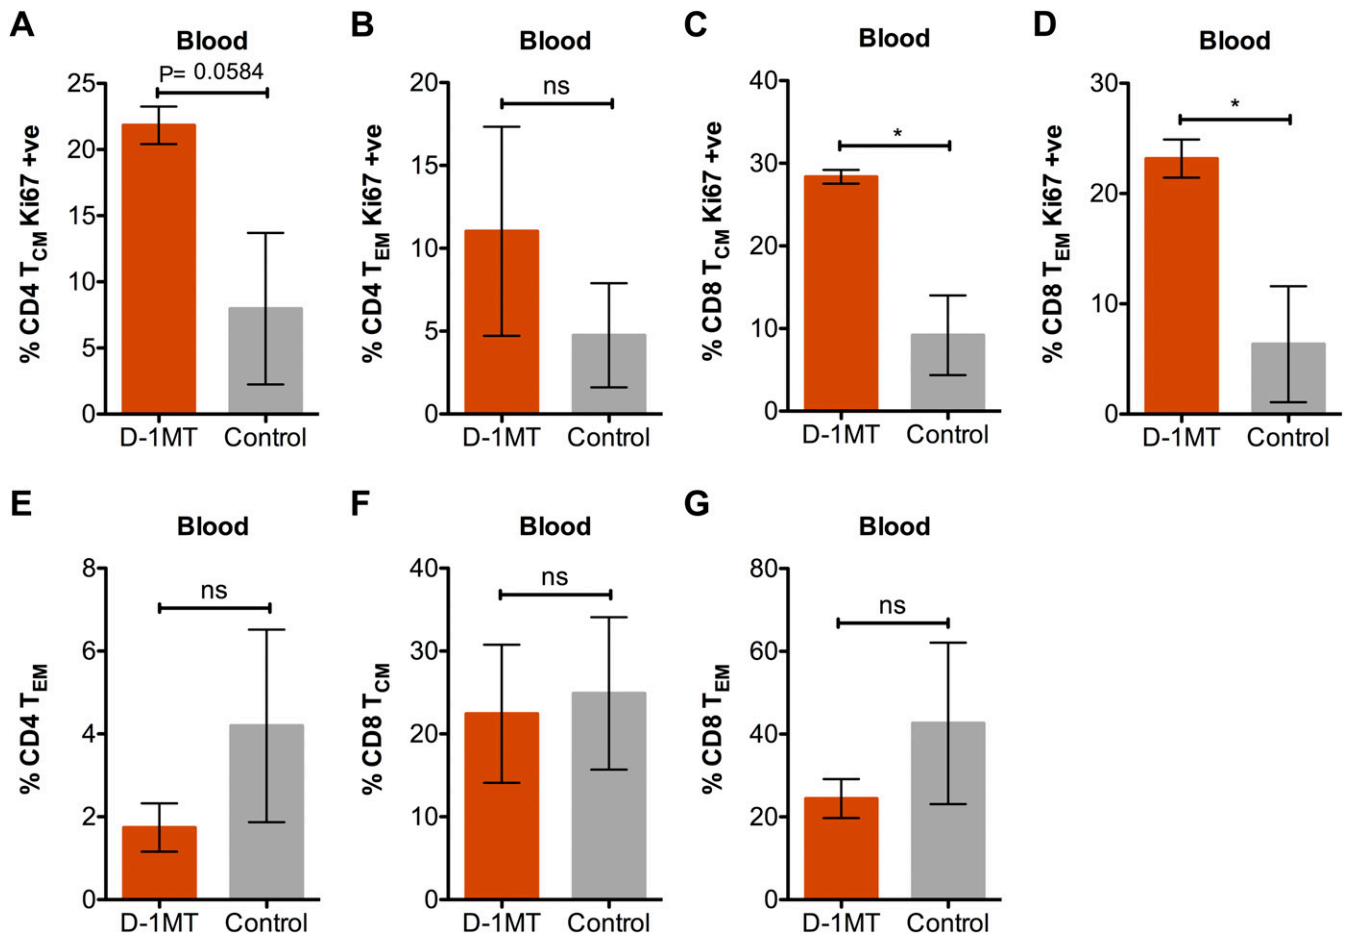 A
Blood
P= 0.0584
% CD4 TCM Ki67 +ve
25
20
15
10
5
0
D-1MT
Control
B
Blood
ns
% CD4 TEM Ki67 +ve
20
15
10
5
0
D-1MT
Control
C
Blood
*
% CD8 TCM Ki67 +ve
40
30
20
10
0
D-1MT
Control
D
Blood
*
% CD8 TEM Ki67 +ve
30
20
10
0
D-1MT
Control
E
Blood
ns
% CD4 TEM
8
6
4
2
0
D-1MT
Control
F
Blood
ns
% CD8 TCM
40
30
20
10
0
D-1MT
Control
G
Blood
ns
% CD8 TEM
80
60
40
20
0
D-1MT
Control